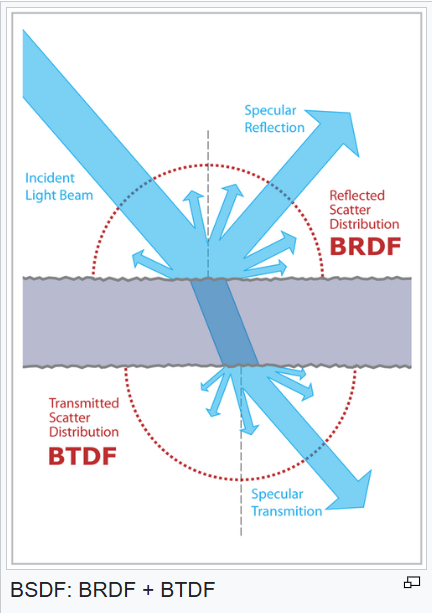 Specular
Reflection
Incident
Light Beam
Reflected
Scatter
Distribution
BRDF
Transmitted
Scatter
Distribution
BTDF
Specular
Transmition
BSDF: BRDF + BTDF